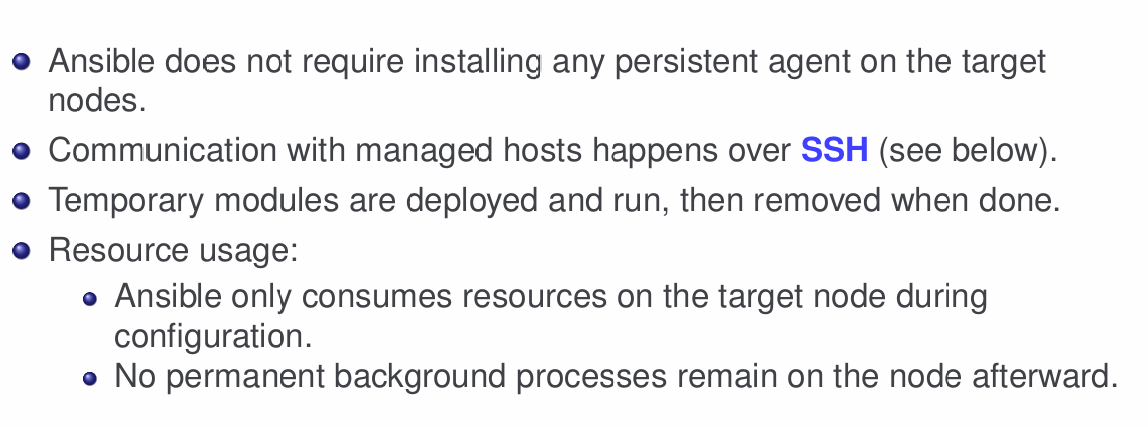 Ansible does not require installing any persistent agent on the target
nodes.
Communication with managed hosts happens over SSH (see below).
Temporary modules are deployed and run, then removed when done.
Resource usage:
Ansible only consumes resources on the target node during
configuration.
No permanent background processes remain on the node afterward.